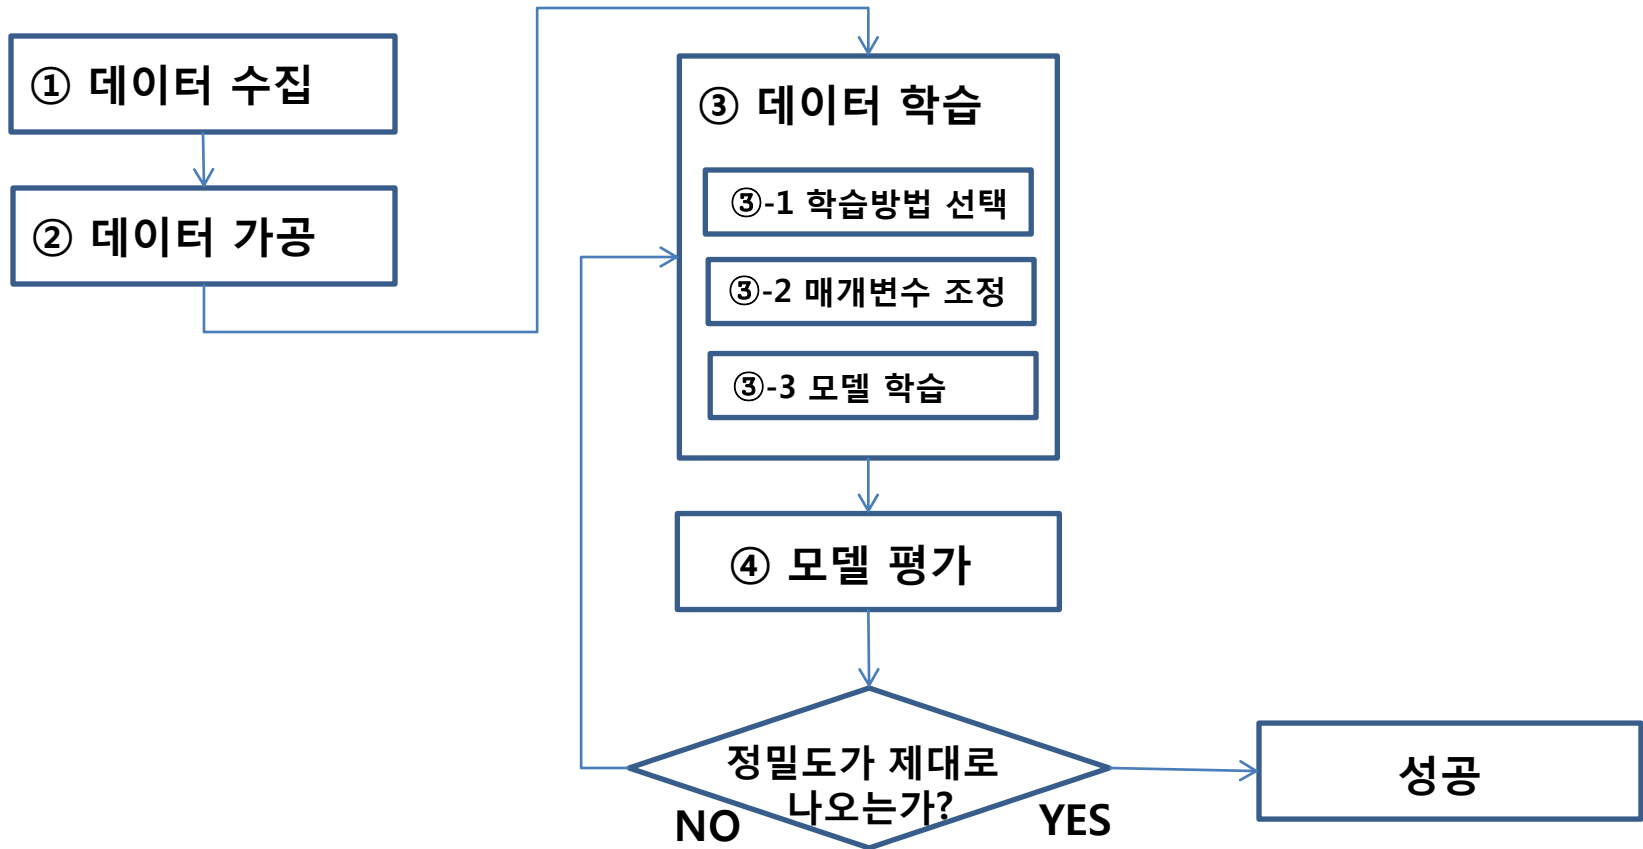 ① 데이터 수집
② 데이터 가공
③ 데이터 학습
③-1 학습방법 선택
③-2 매개변수 조정
③-3 모델 학습
④ 모델 평가
정밀도가 제대로
나오는가?
NO
YES
성공